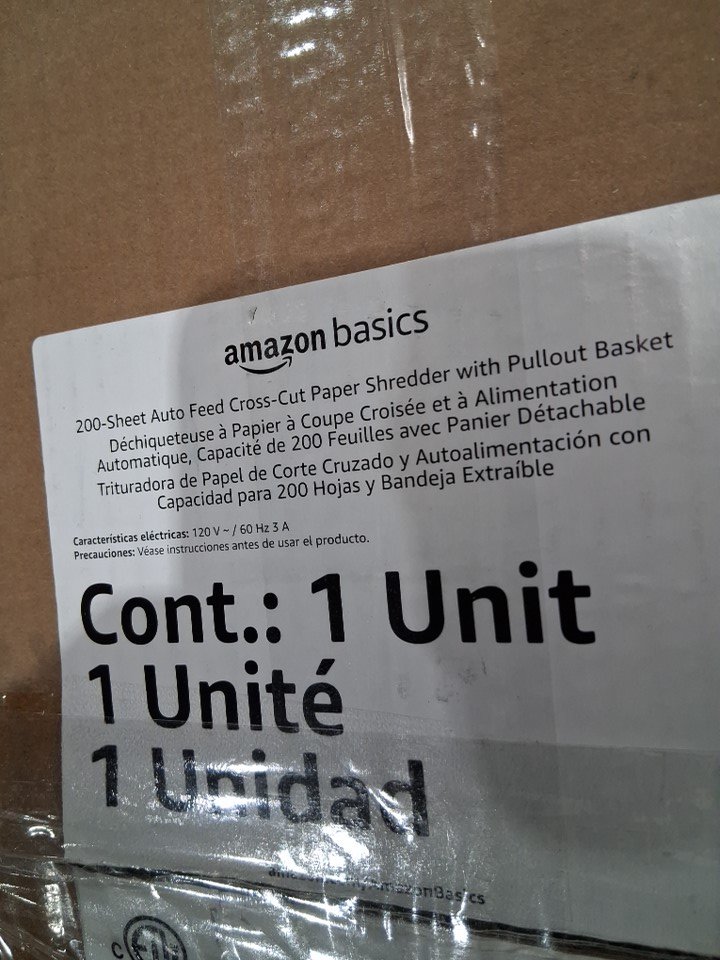 amazon basics
200-Sheet Auto Feed Cross-Cut Paper Shredder with Pullout Basket
Déchiqueteuse à Papier à Coupe Croisée et à Alimentation
Automatique, Capacité de 200 Feuilles avec Panier Détachable
Trituradora de Papel de Corte Cruzado y Autoalimentación con
Capacidad para 200 Hojas y Bandeja Extraíble
Características eléctricas: 120 V ~ / 60 Hz 3 A
Precauciones: Véase instrucciones antes de usar el producto.
Cont.: 1 Unit
1 Unité
1 Unidad